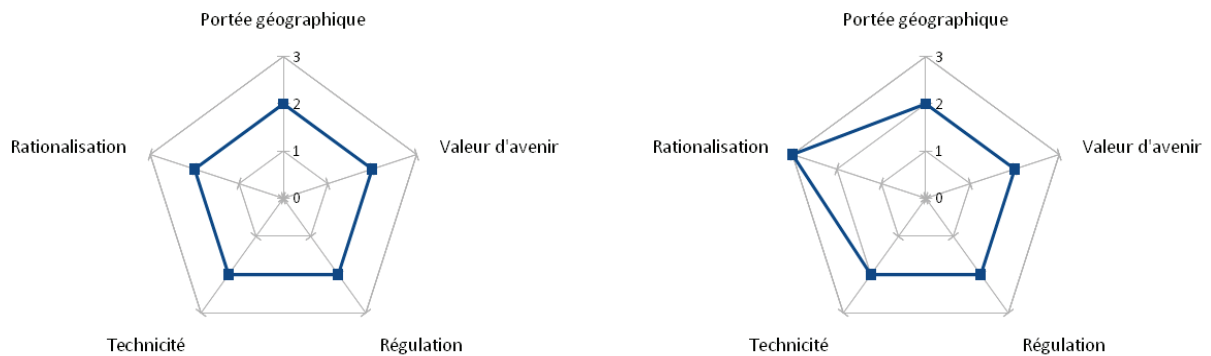 Portée géographique
3
2
1
0
Rationalisation
Valeur d'avenir
Technicité
Régulation
Portée géographique
3
2
1
0
Rationalisation
Valeur d'avenir
Technicité
Régulation